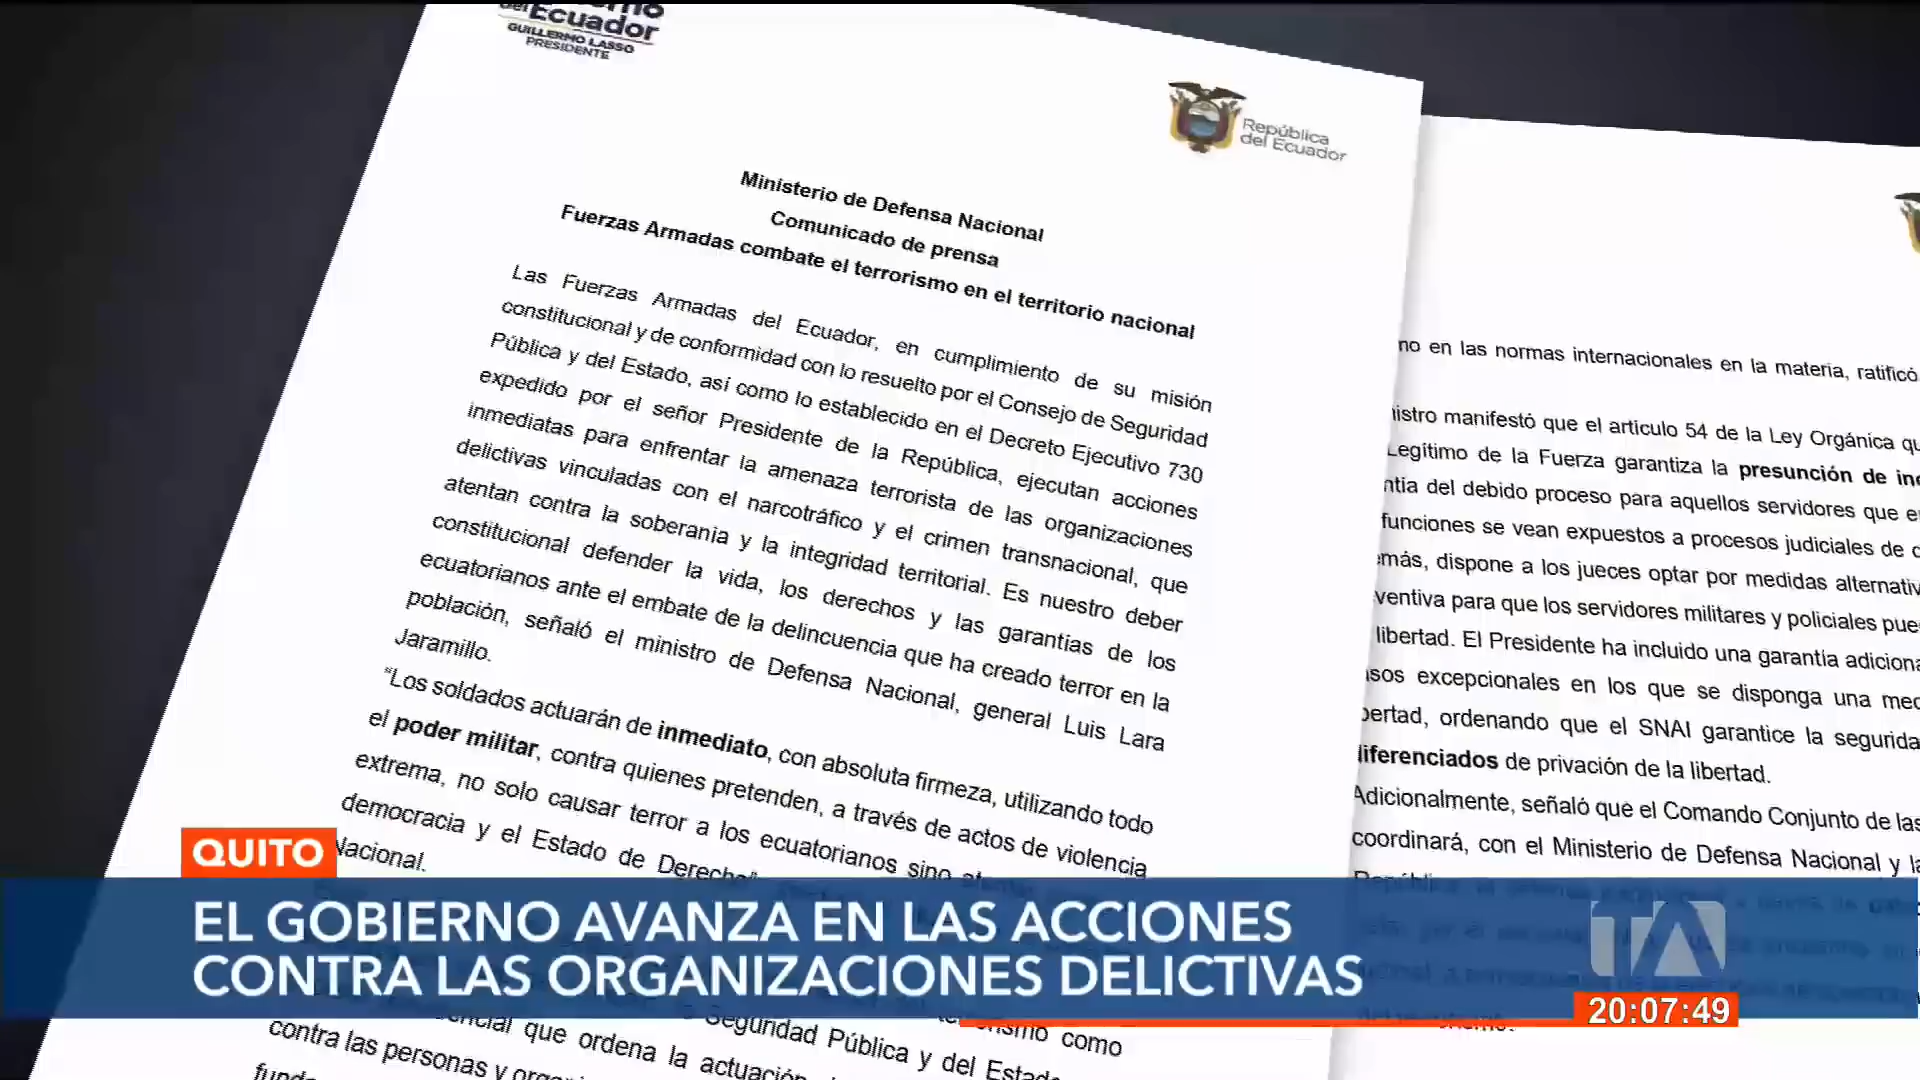 del Ecuador
GUILLERMO LASSO
PRESIDENTE
República
del Ecuador
Ministerio de Defensa Nacional
Comunicado de prensa
Fuerzas Armadas combate el terrorismo en el territorio nacional
Las Fuerzas Armadas del Ecuador, en cumplimiento de su misión
constitucional y de conformidad con lo resuelto por el Consejo de Seguridad
Pública y del Estado, así como lo establecido en el Decreto Ejecutivo 730
expedido por el señor Presidente de la República, ejecutan acciones
inmediatas para enfrentar la amenaza terrorista de las organizaciones
delictivas vinculadas con el narcotráfico y el crimen transnacional, que
atentan contra la soberanía y la integridad territorial. Es nuestro deber
constitucional defender la vida, los derechos y las garantías de los
ecuatorianos ante el embate de la delincuencia que ha creado terror en la
población, señaló el ministro de Defensa Nacional, general Luis Lara
Jaramillo.
“Los soldados actuarán de inmediato, con absoluta firmeza, utilizando todo
el poder militar, contra quienes pretenden, a través de actos de violencia
extrema, no solo causar terror a los ecuatorianos sino
democracia y el Estado de Derecho”
Nacional.
que ordena la actuación
Seguridad Pública y del
como
contra las personas y
en las normas internacionales en la materia, ratificó
manifestó que el artículo 54 de la Ley Orgánica
Legítimo de la Fuerza garantiza la presunción de
del debido proceso para aquellos servidores que
funciones se vean expuestos a procesos judiciales de
dispone a los jueces optar por medidas
para que los servidores militares y policiales
libertad. El Presidente ha incluido una garantía
excepcionales en los que se disponga una
ordenando que el SNAI garantice la
diferenciados de privación de la libertad.
Adicionalmente, señaló que el Comando Conjunto de las
coordinará, con el Ministerio de Defensa Nacional y
QUITO
EL GOBIERNO AVANZA EN LAS ACCIONES
CONTRA LAS ORGANIZACIONES DELICTIVAS
TA
20:07:49